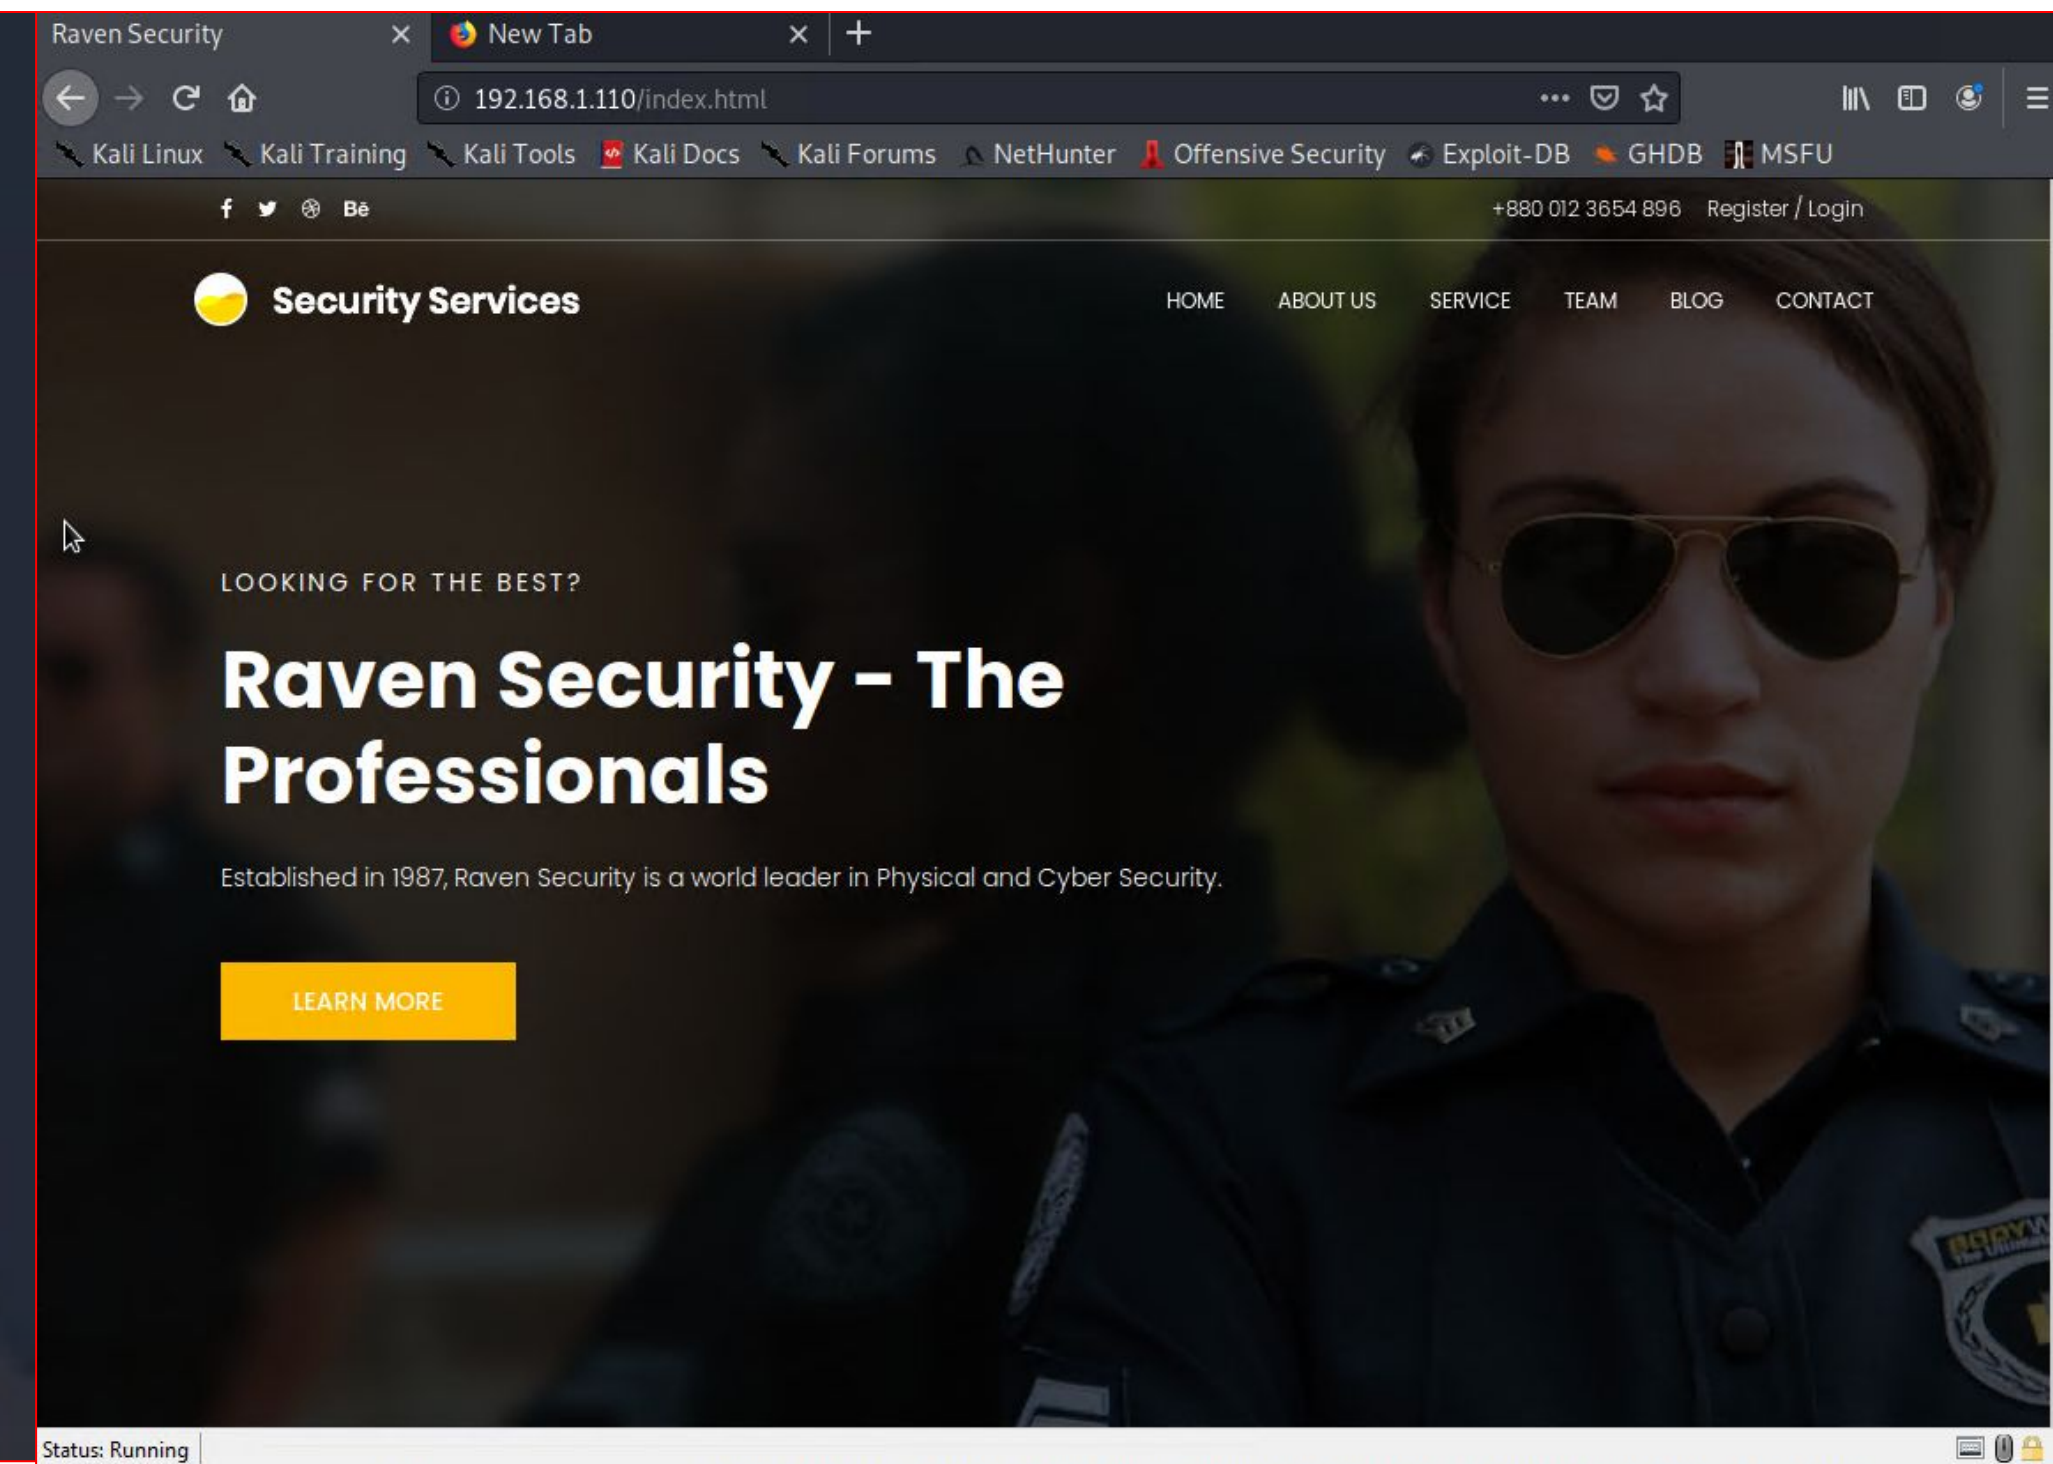 Raven Security
New Tab
192.168.1.110/index.html
Kali Linux Kali Training Kali Tools Kali Docs Kali Forums NetHunter Offensive Security Exploit-DB GHDB MSFU
Bē +880 012 3654 896 Register / Login
Security Services HOME ABOUT US SERVICE TEAM BLOG CONTACT
LOOKING FOR THE BEST?
Raven Security - The
Professionals
Established in 1987, Raven Security is a world leader in Physical and Cyber Security.
LEARN MORE
Status: Running